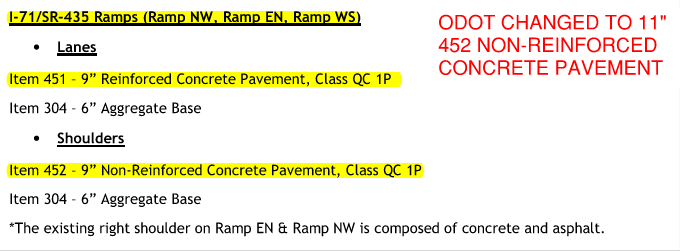 I-71/SR-435 Ramps (Ramp NW, Ramp EN, Ramp WS)
ODOT CHANGED TO 11"
452 NON-REINFORCED
CONCRETE PAVEMENT
• Lanes
Item 451 – 9” Reinforced Concrete Pavement, Class QC 1P
Item 304 – 6” Aggregate Base
• Shoulders
Item 452 – 9” Non-Reinforced Concrete Pavement, Class QC 1P
Item 304 – 6” Aggregate Base
*The existing right shoulder on Ramp EN & Ramp NW is composed of concrete and asphalt.